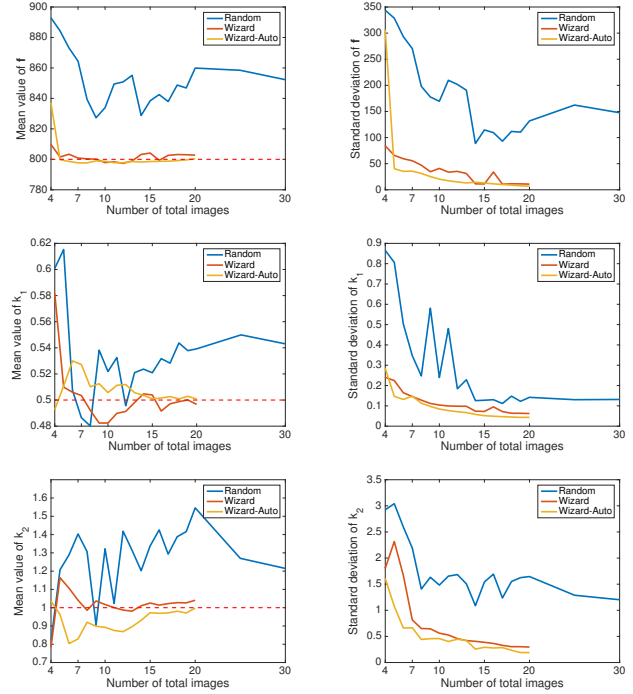 900
880
860
840
820
800
780
Mean value of f
4 7 10 15 20 30
Number of total images
Random
Wizard
Wizard-Auto
350
300
250
200
150
100
50
0
Standard deviation of f
4 7 10 15 20 30
Number of total images
Random
Wizard
Wizard-Auto
0.62
0.6
0.58
0.56
0.54
0.52
0.5
0.48
Mean value of k1
4 7 10 15 20 30
Number of total images
Random
Wizard
Wizard-Auto
0.9
0.8
0.7
0.6
0.5
0.4
0.3
0.2
0.1
0
Standard deviation of k1
4 7 10 15 20 30
Number of total images
Random
Wizard
Wizard-Auto
1.6
1.5
1.4
1.3
1.2
1.1
1
0.9
0.8
0.7
Mean value of k2
4 7 10 15 20 30
Number of total images
Random
Wizard
Wizard-Auto
3.5
3
2.5
2
1.5
1
0.5
0
Standard deviation of k2
4 7 10 15 20 30
Number of total images
Random
Wizard
Wizard-Auto